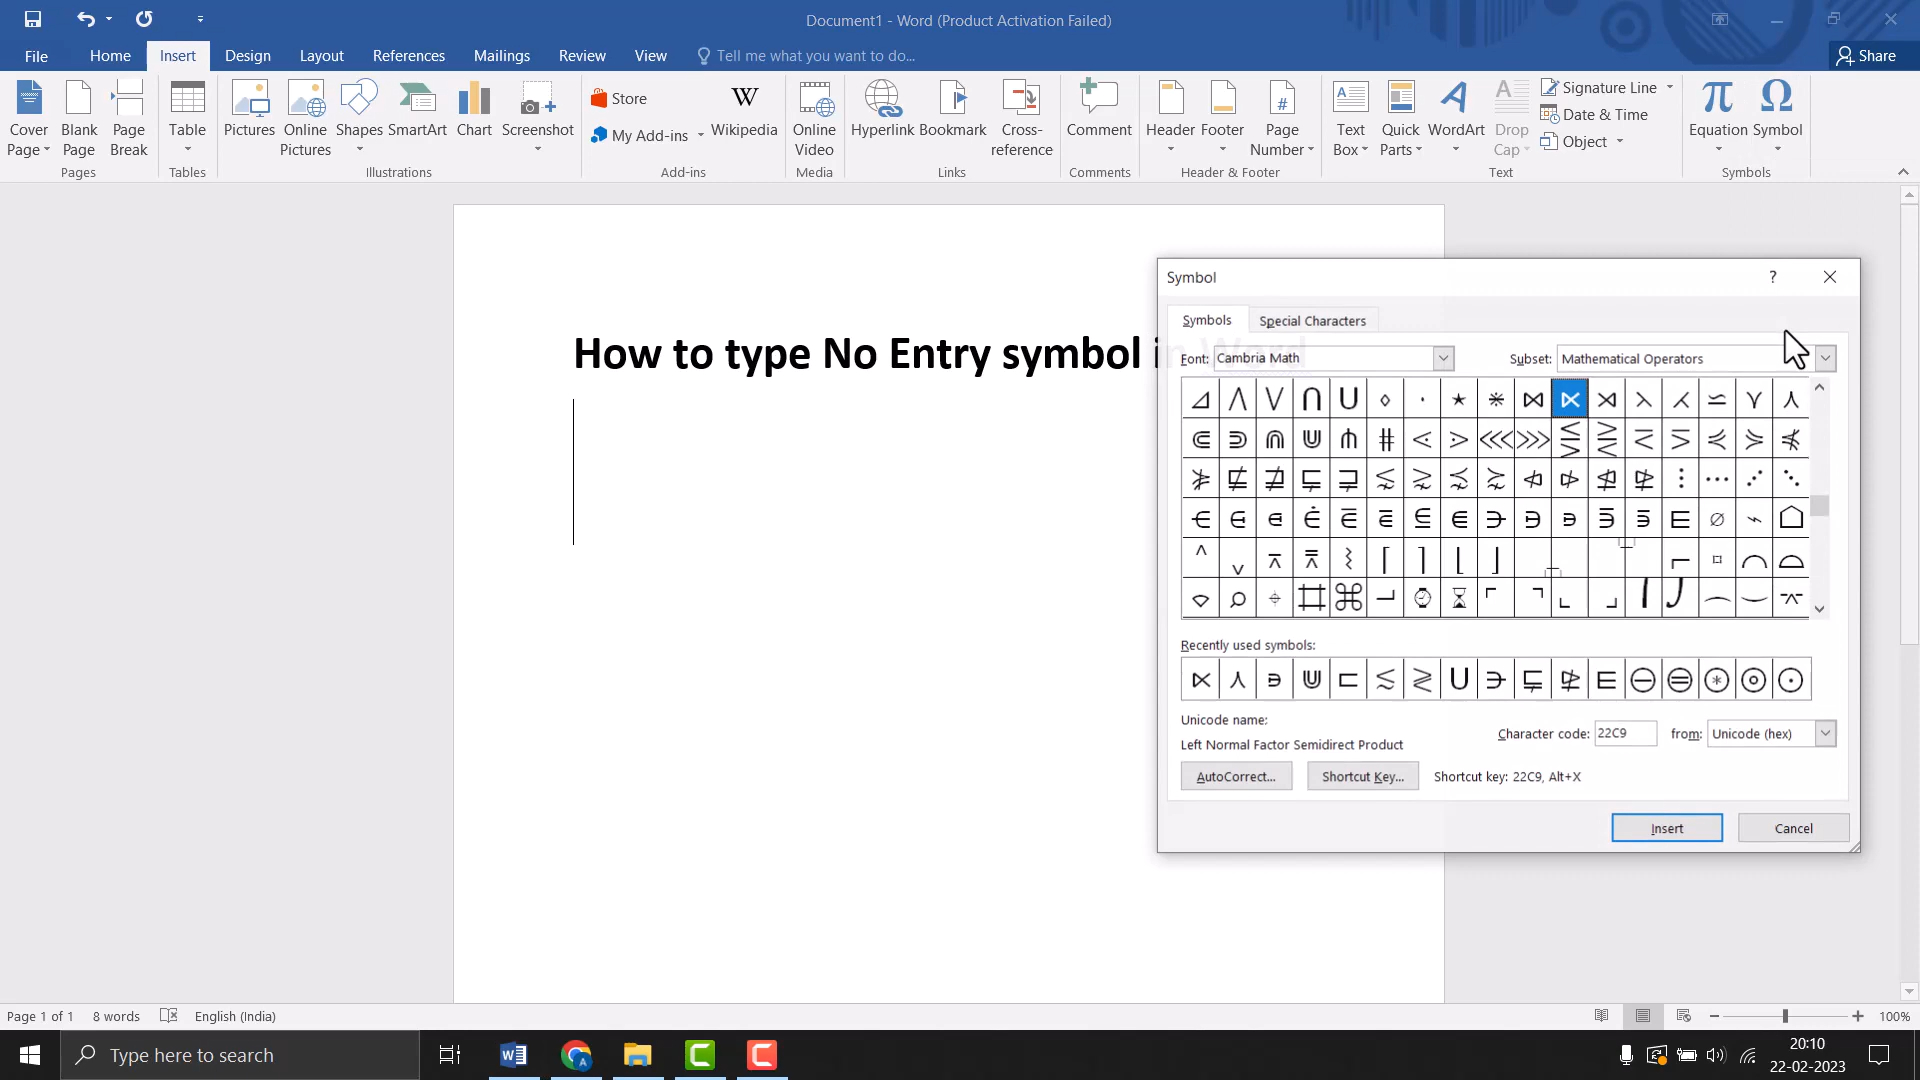 Document1 - Word (Product Activation Failed)
File Home Insert Design Layout References Mailings Review View Tell me what you want to do... Share
Cover Page Blank Page Page Break
Pages
Table
Tables
Pictures Online Pictures Shapes SmartArt Chart Screenshot
Illustrations
Store
My Add-ins Wikipedia
Add-ins
Online Video
Media
Hyperlink Bookmark Cross-reference
Links
Comment
Comments
Header Footer Page Number
Header & Footer
Text Box Quick Parts WordArt Drop Cap
Signature Line
Date & Time
Object
Text
Equation Symbol
Symbols
How to type No Entry symbol in Word
Symbol ?
Symbols Special Characters
Font: Cambria Math Subset: Mathematical Operators
Recently used symbols:
Unicode name:
Left Normal Factor Semidirect Product
Character code: 22C9 from: Unicode (hex)
AutoCorrect... Shortcut Key... Shortcut key: 22C9, Alt+X
Insert Cancel
Page 1 of 1 8 words English (India) 100%
Type here to search
20:10
22-02-2023